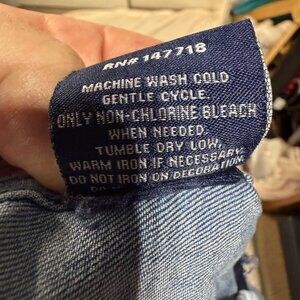 RN# 147718
MACHINE WASH COLD
GENTLE CYCLE.
ONLY NON-CHLORINE BLEACH
WHEN NEEDED.
TUMBLE DRY LOW,
WARM IRON IF NECESSARY.
DO NOT IRON ON DECORATION.